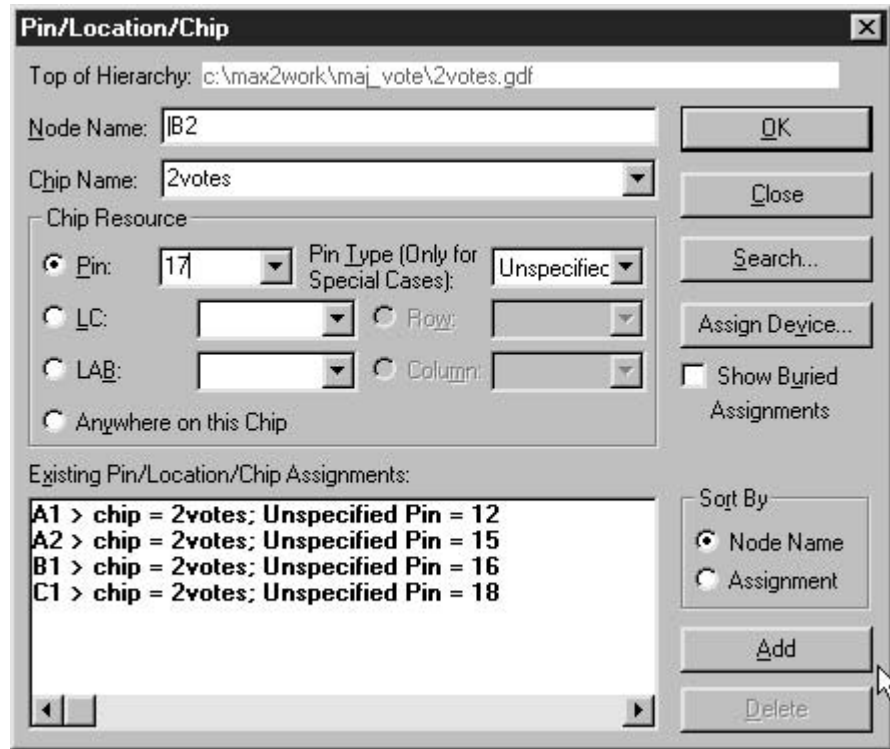 Pin/Location/Chip
Top of Hierarchy: c:\max2work\maj_vote\2votes.gdf
Node Name: |B2
OK
Chip Name: 2votes
Close
Chip Resource
Pin: 17
Pin Type (Only for
Special Cases):
Unspecified
Search...
LC:
Row:
Assign Device...
LAB:
Column:
Show Buried
Assignments
Anywhere on this Chip
Existing Pin/Location/Chip Assignments:
A1 > chip = 2votes; Unspecified Pin = 12
A2 > chip = 2votes; Unspecified Pin = 15
B1 > chip = 2votes; Unspecified Pin = 16
C1 > chip = 2votes; Unspecified Pin = 18
Sort By
Node Name
Assignment
Add
Delete